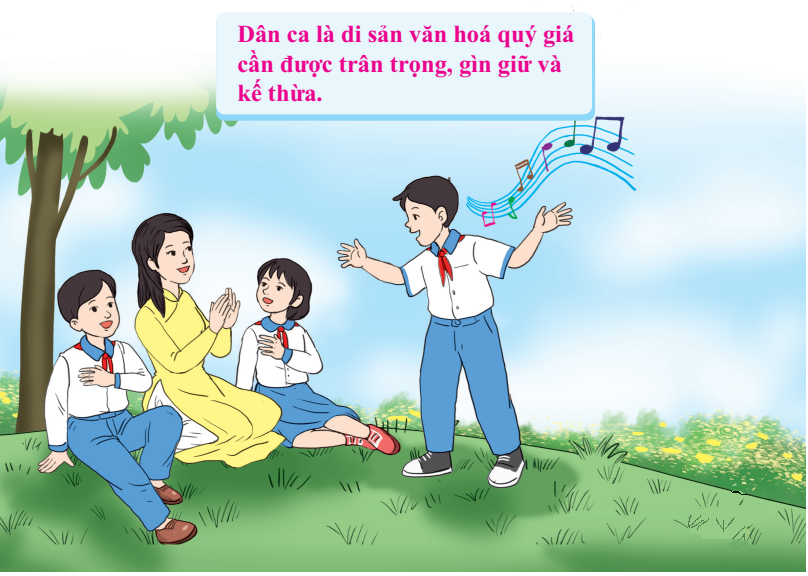 Dân ca là di sản văn hoá quý giá
cần được trân trọng, gìn giữ và
kế thừa.